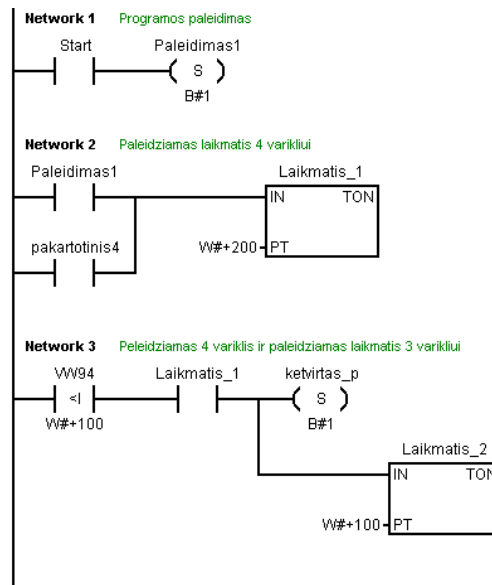 Network 1 Programos paleidimas
Start Paleidimas1
S
B#1
Network 2 Paleidziamas laikmatis 4 varikliui
Paleidimas1 Laikmatis_1
IN TON
pakartotinis4 W#+200 PT
Network 3 Peleidziamas 4 variklis ir paleidziamas laikmatis 3 varikliui
VW94 Laikmatis_1 ketvirtas_p
<I S
W#+100 B#1
Laikmatis_2
IN TON
W#+100 PT